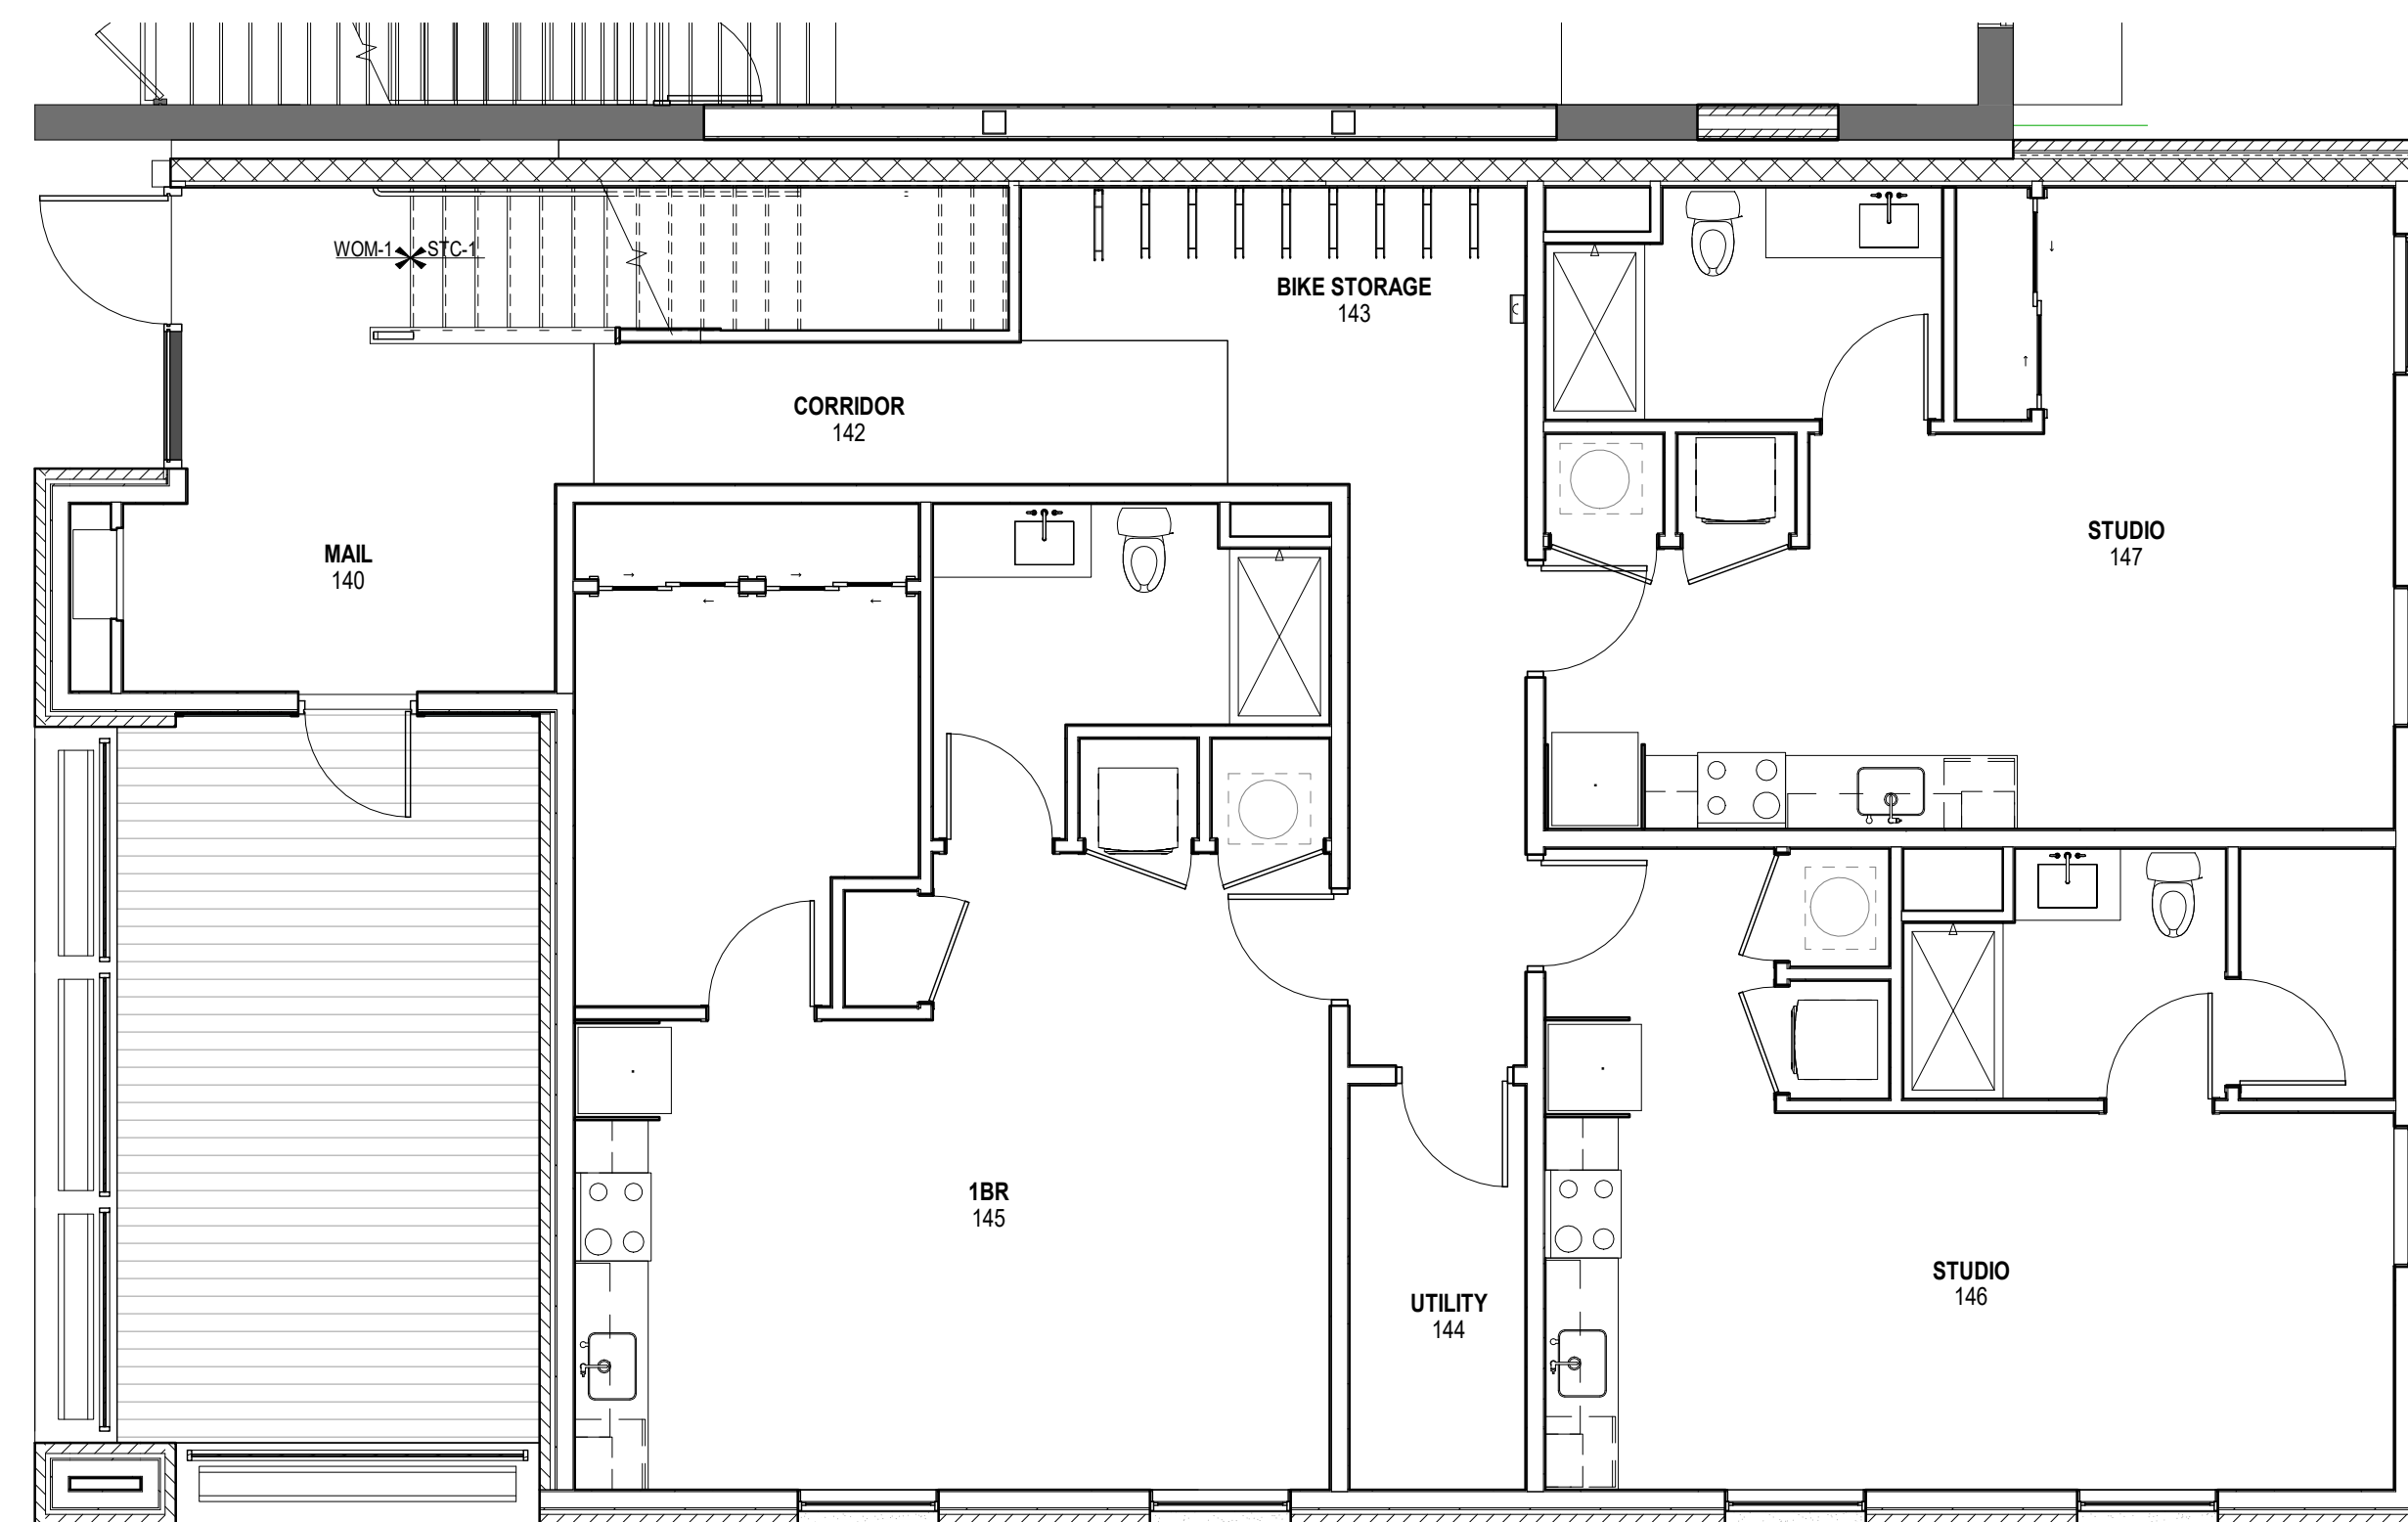 WOM-1 STC-1
BIKE STORAGE
143
CORRIDOR
142
STUDIO
147
MAIL
140
1BR
145
STUDIO
146
UTILITY
144